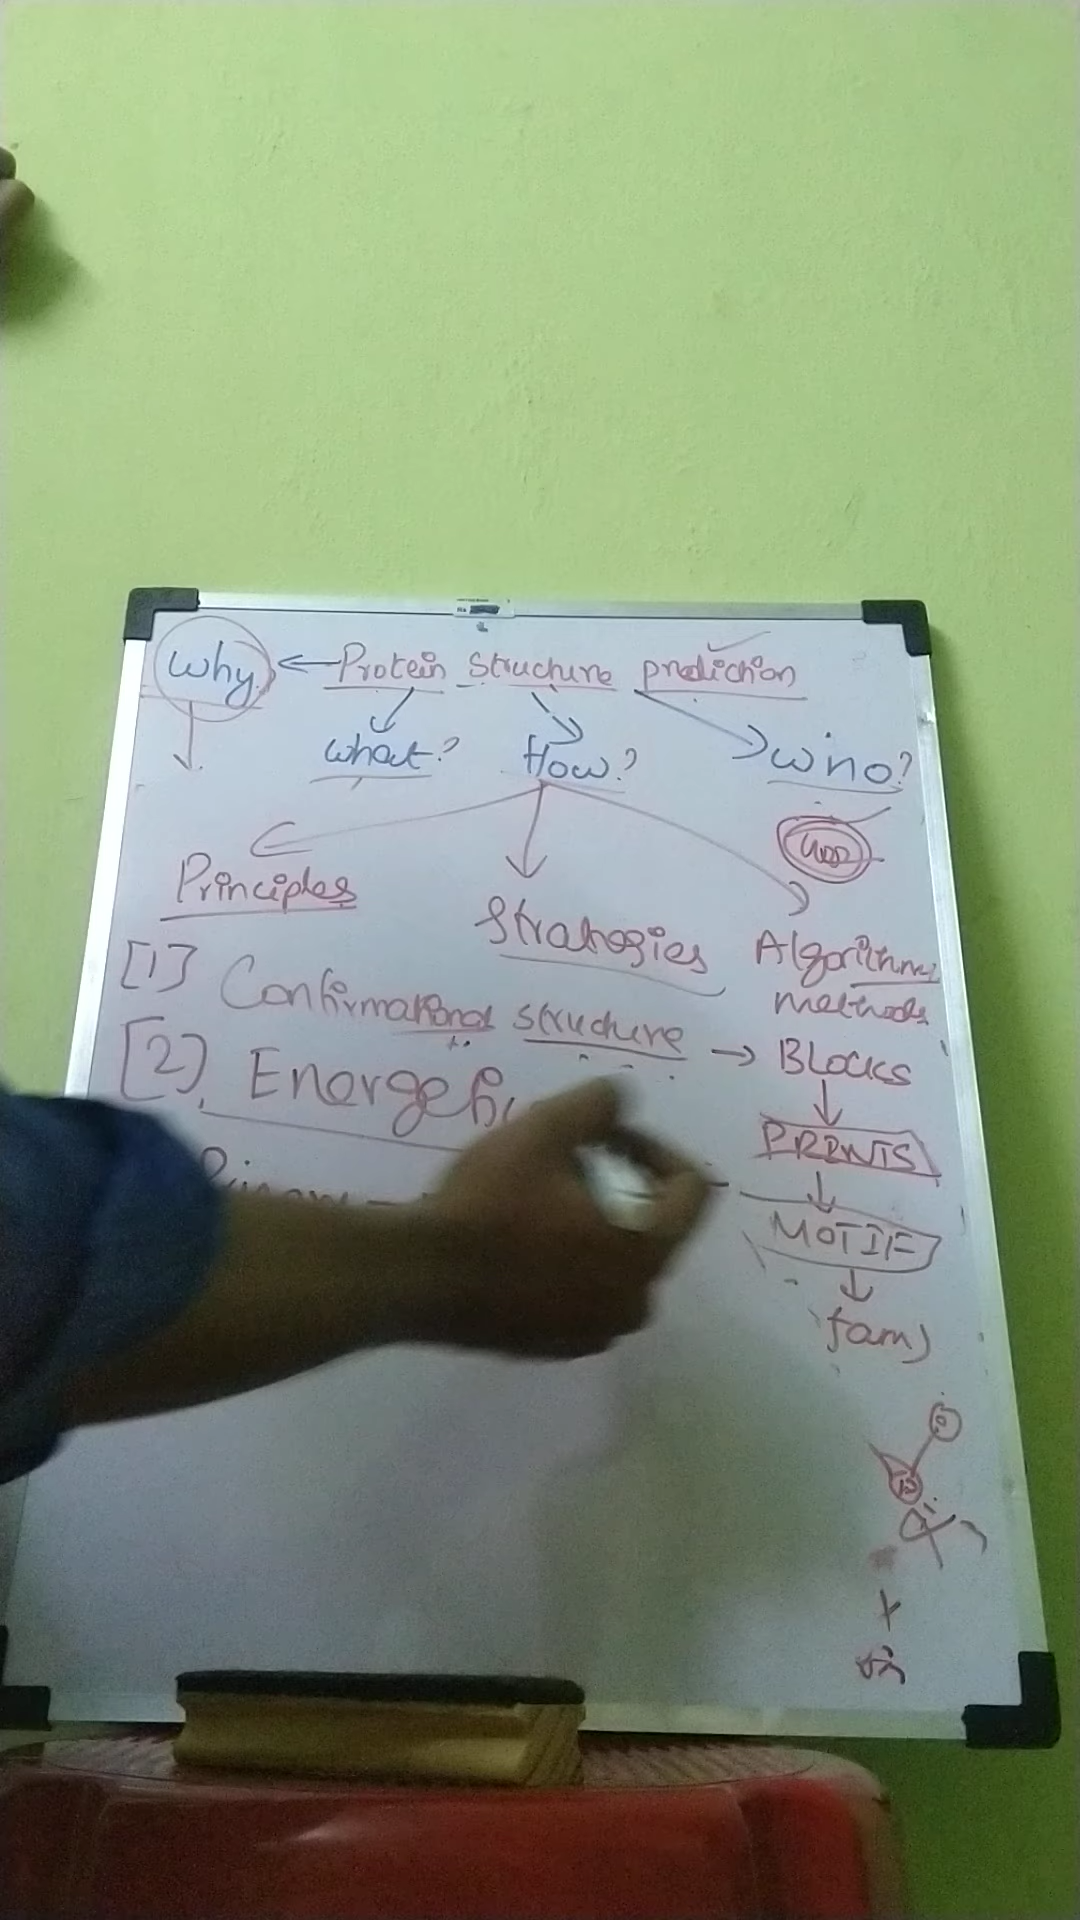 Why ← Protein structure prediction
What? How? Who?
Principles
Strategies
Algorithms
methods
[1] Confirmational structure → BLOCKS
[2] Energeti
PRINTS
MOTIF
fam